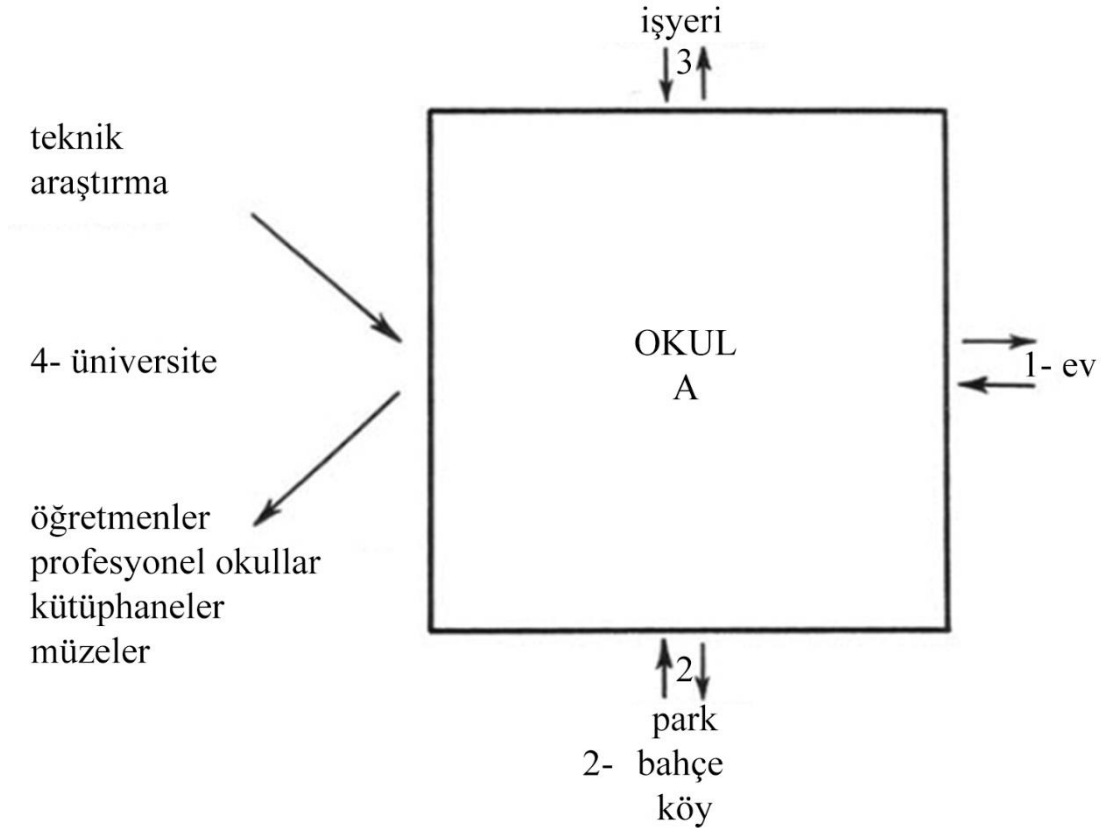 işyeri
3
teknik
araştırma
4- üniversite
OKUL
A
1- ev
öğretmenler
profesyonel okullar
kütüphaneler
müzeler
2
park
2- bahçe
köy